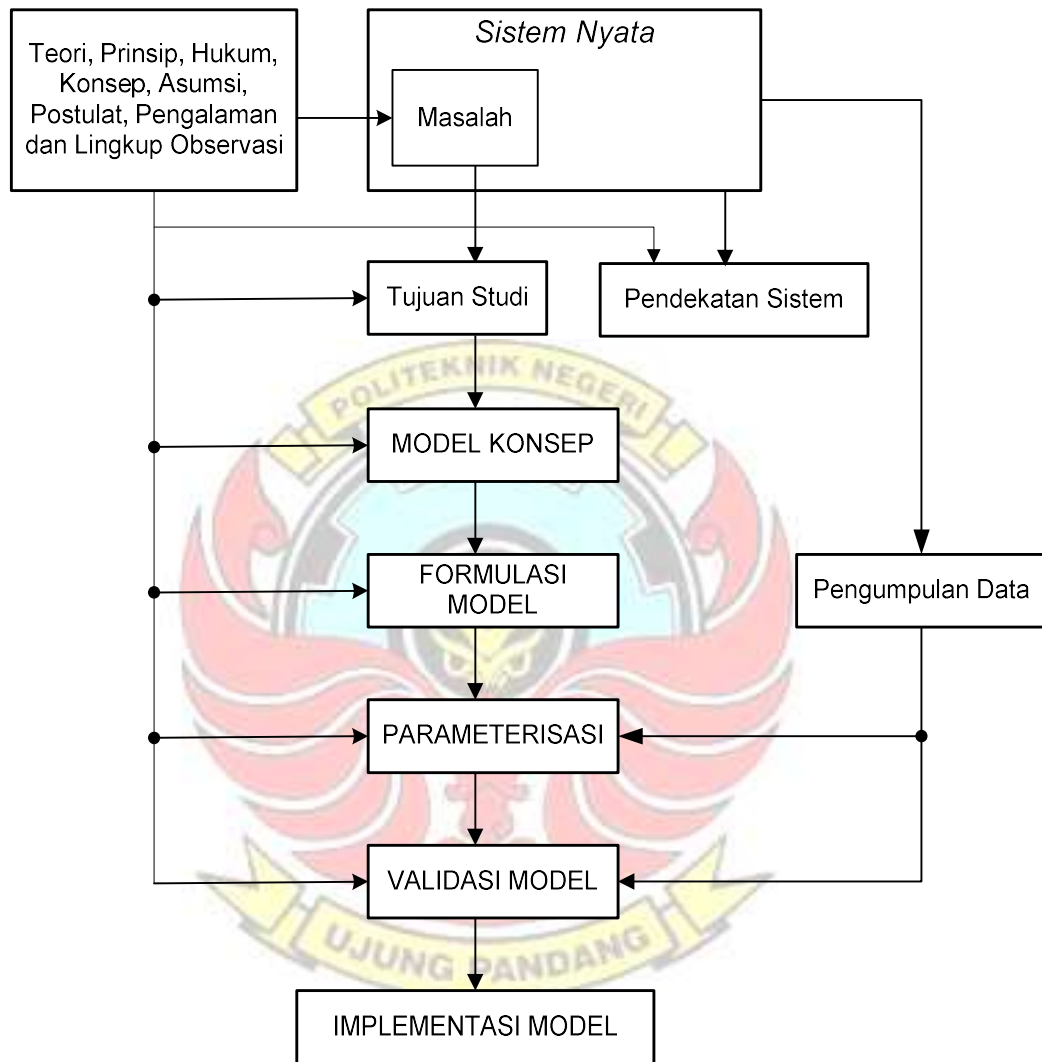 Teori, Prinsip, Hukum,
Konsep, Asumsi,
Postulat, Pengalaman
dan Lingkup Observasi
Sistem Nyata
Masalah
Tujuan Studi
Pendekatan Sistem
POLITEKNIK NEGERI
MODEL KONSEP
FORMULASI
MODEL
Pengumpulan Data
PARAMETERISASI
VALIDASI MODEL
UJUNG PANDANG
IMPLEMENTASI MODEL